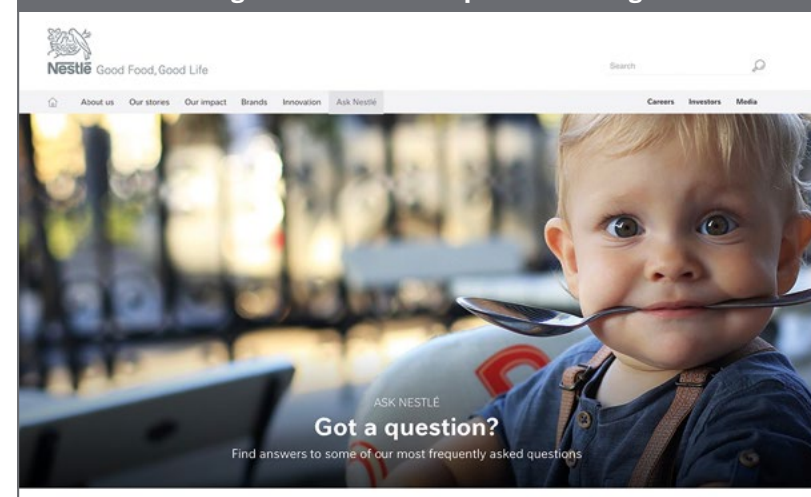 Nestlé Good Food, Good Life
Search
About us Our stories Our impact Brands Innovation Ask Nestlé Careers Investors Media
ASK NESTLÉ
Got a question?
Find answers to some of our most frequently asked questions